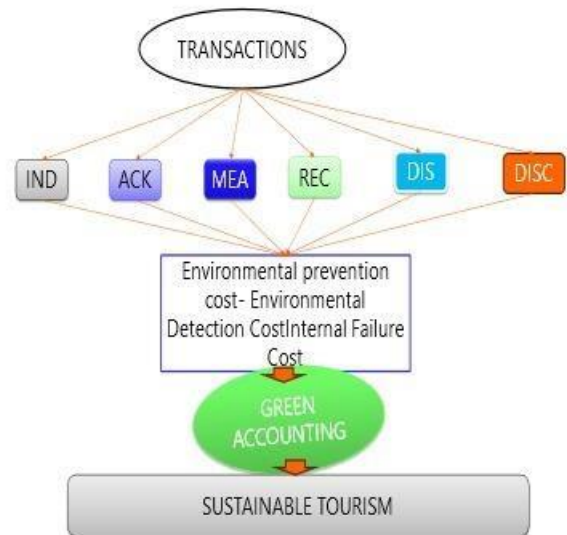 TRANSACTIONS
IND
ACK
MEA
REC
DIS
DISC
Environmental prevention
cost- Environmental
Detection CostInternal Failure
Cost
GREEN
ACCOUNTING
SUSTAINABLE TOURISM